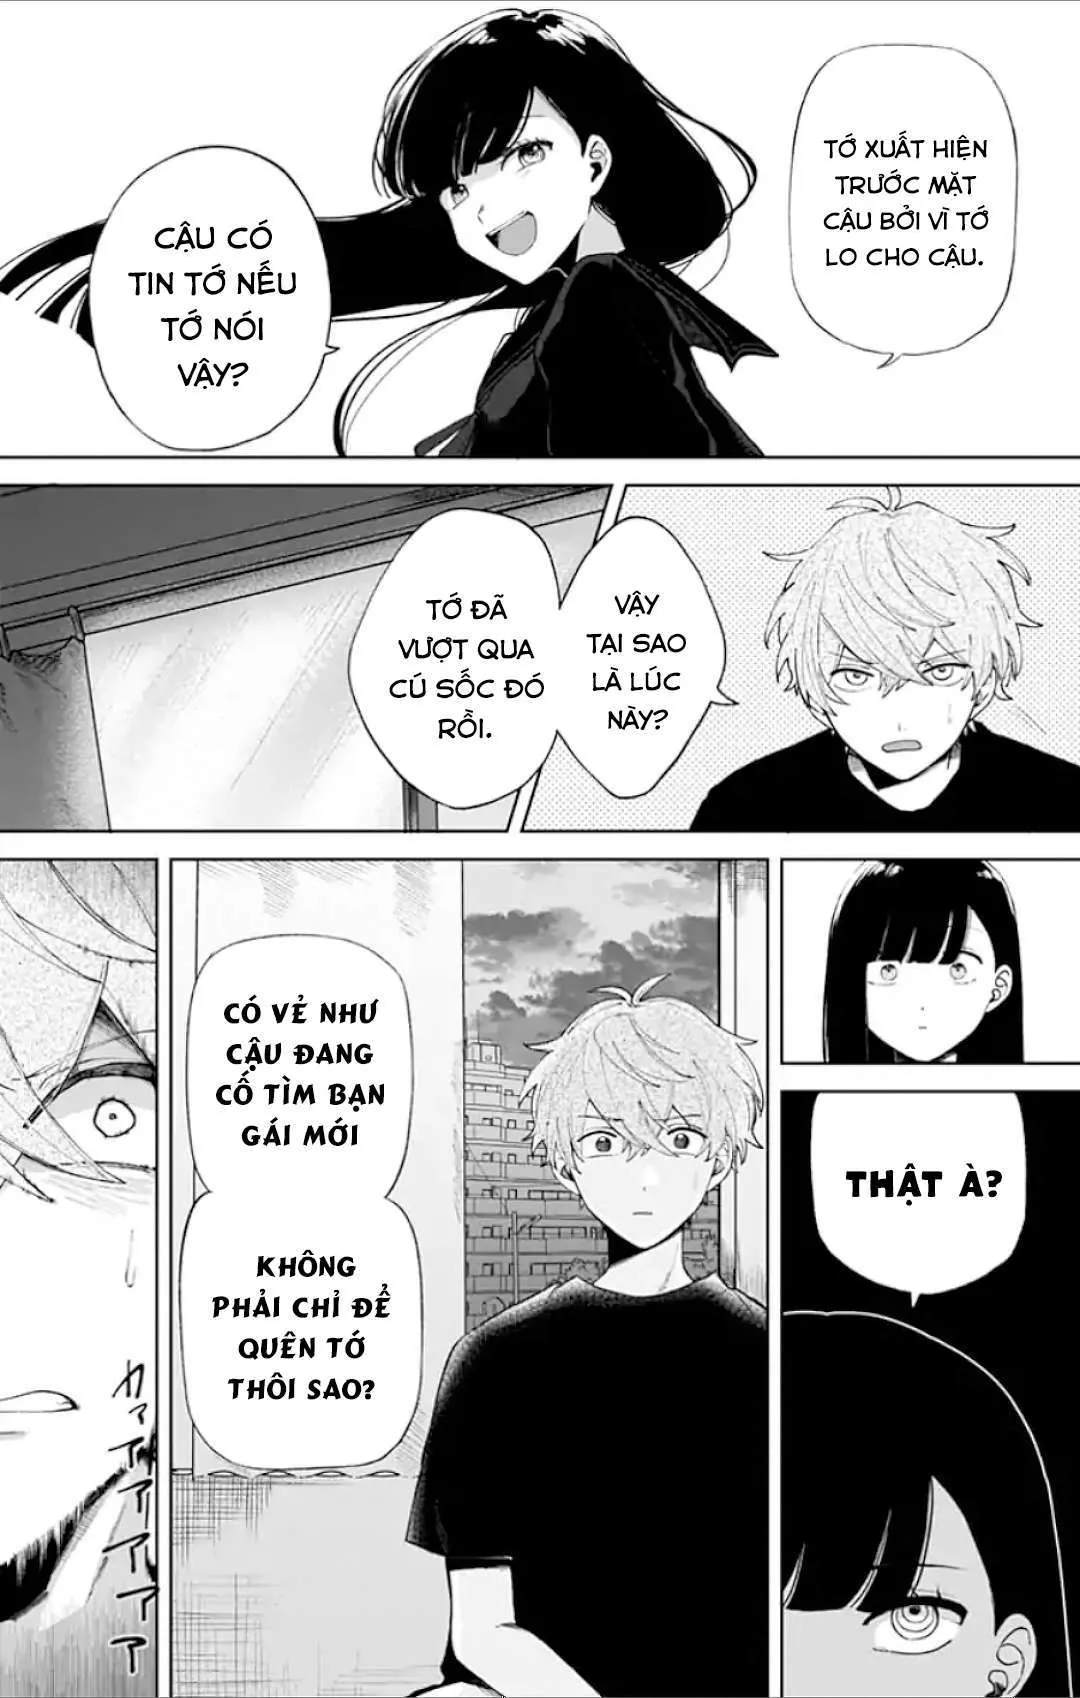 TỚ XUẤT HIỆN
TRƯỚC MẶT
CẬU BỞI VÌ TỚ
LO CHO CẬU.
CẬU CÓ
TIN TỚ NẾU
TỚ NÓI
VẬY?
VẬY
TẠI SAO
LÀ LÚC
NÀY?
TỚ ĐÃ
VƯỢT QUA
CÚ SỐC ĐÓ
RỒI.
THẬT À?
CÓ VẺ NHƯ
CẬU ĐANG
CỐ TÌM BẠN
GÁI MỚI
KHÔNG
PHẢI CHỈ ĐỂ
QUÊN TỚ
THÔI SAO?